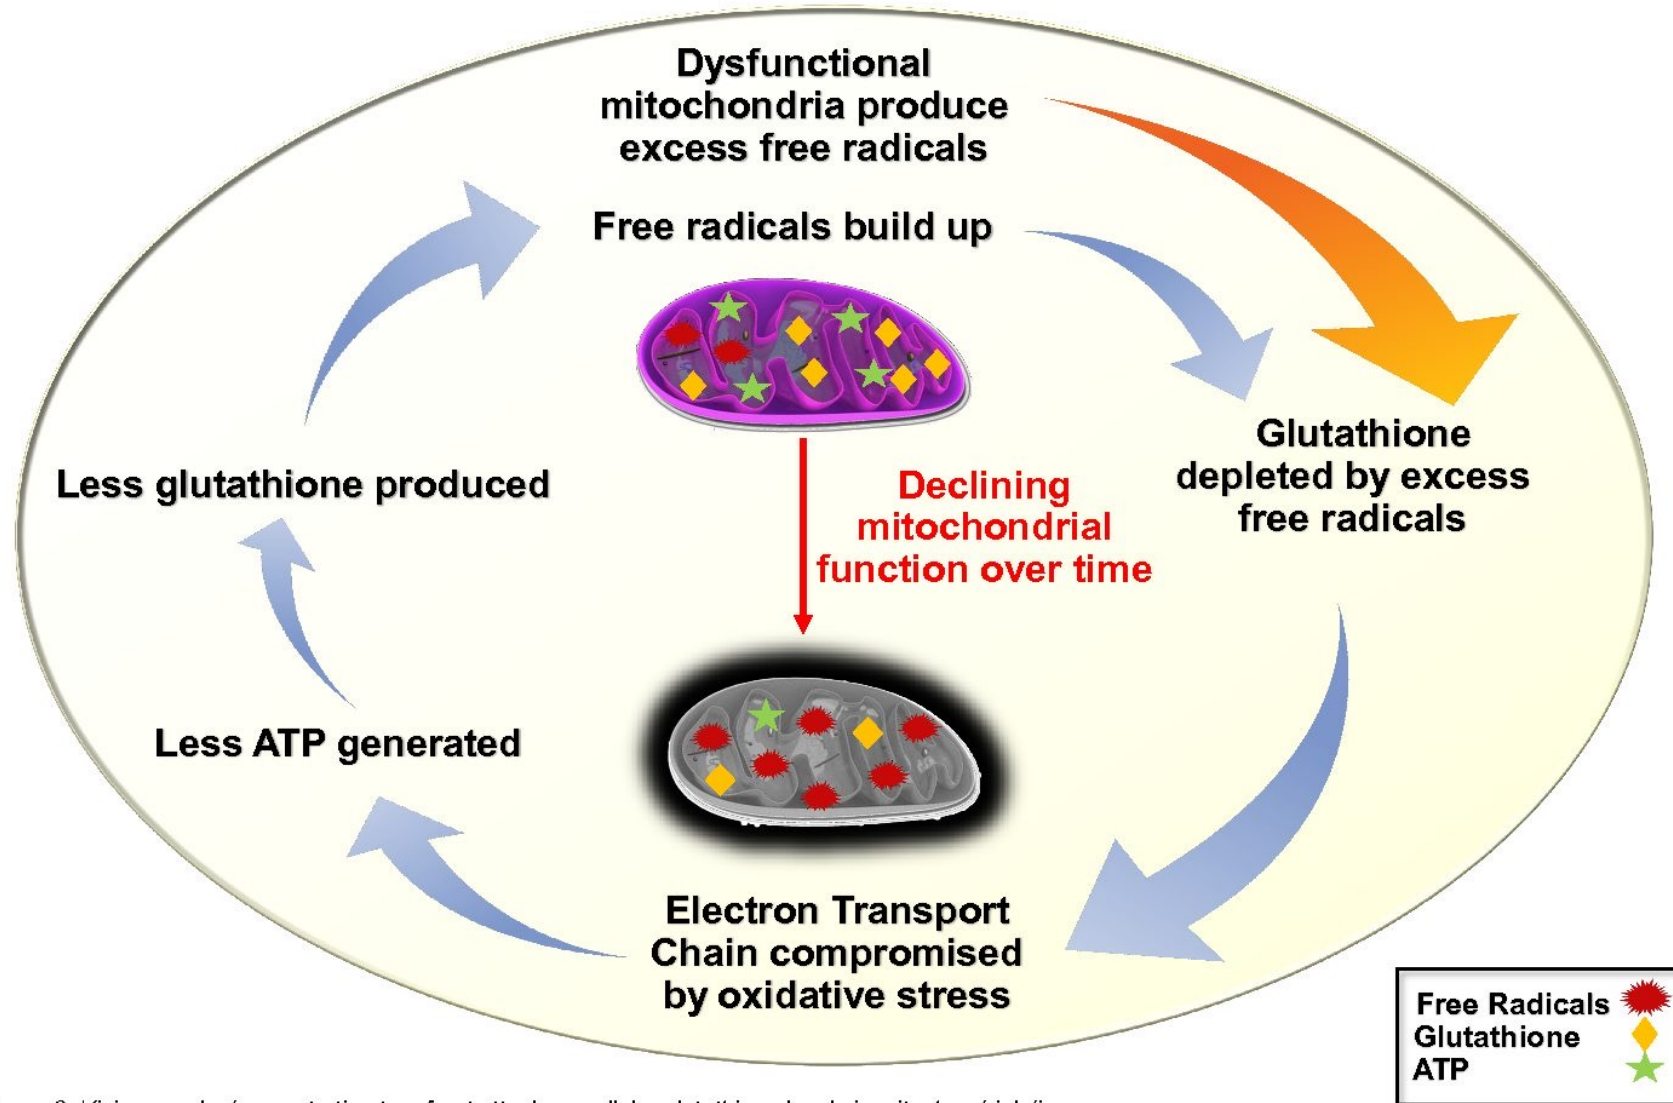 Dysfunctional
mitochondria produce
excess free radicals
Free radicals build up
Glutathione
depleted by excess
free radicals
Declining
mitochondrial
function over time
Less glutathione produced
Less ATP generated
Electron Transport
Chain compromised
by oxidative stress
Free Radicals
Glutathione
ATP